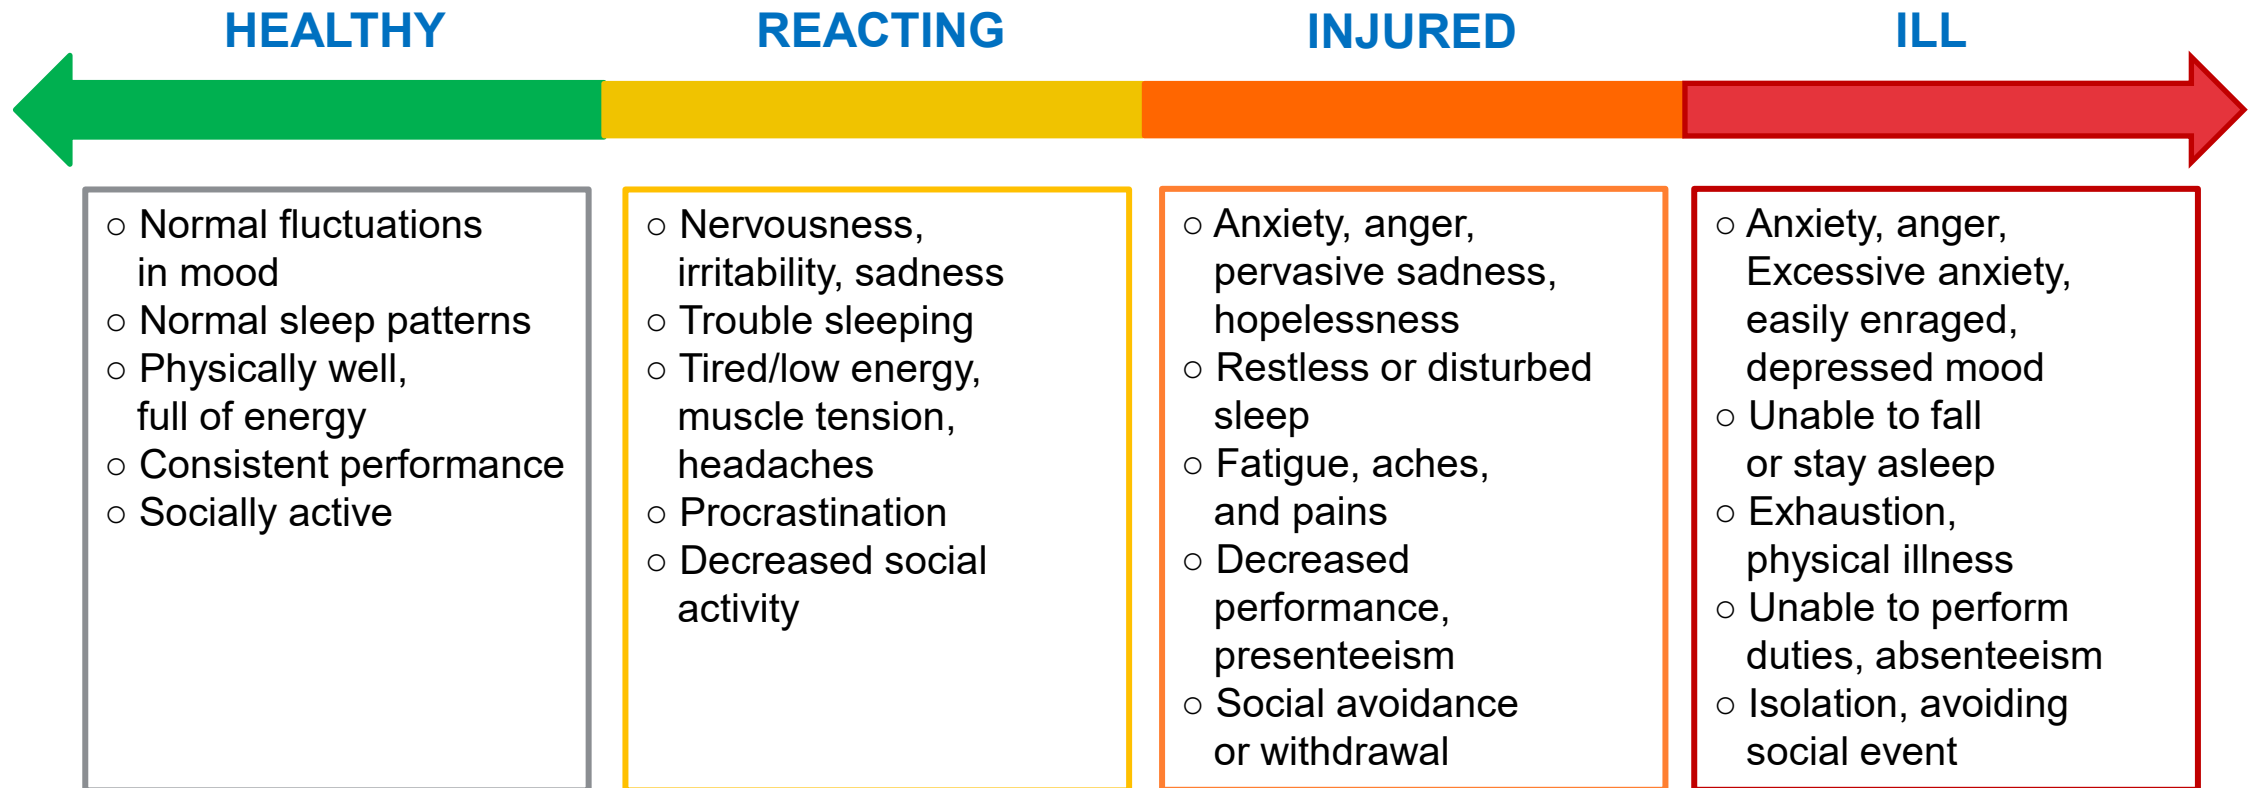 HEALTHY
REACTING
INJURED
ILL
○ Normal fluctuations
in mood
○ Normal sleep patterns
○ Physically well,
full of energy
○ Consistent performance
○ Socially active
○ Nervousness,
irritability, sadness
○ Trouble sleeping
○ Tired/low energy,
muscle tension,
headaches
○ Procrastination
○ Decreased social
activity
○ Anxiety, anger,
pervasive sadness,
hopelessness
○ Restless or disturbed
sleep
○ Fatigue, aches,
and pains
○ Decreased
performance,
presenteeism
○ Social avoidance
or withdrawal
○ Anxiety, anger,
Excessive anxiety,
easily enraged,
depressed mood
○ Unable to fall
or stay asleep
○ Exhaustion,
physical illness
○ Unable to perform
duties, absenteeism
○ Isolation, avoiding
social event